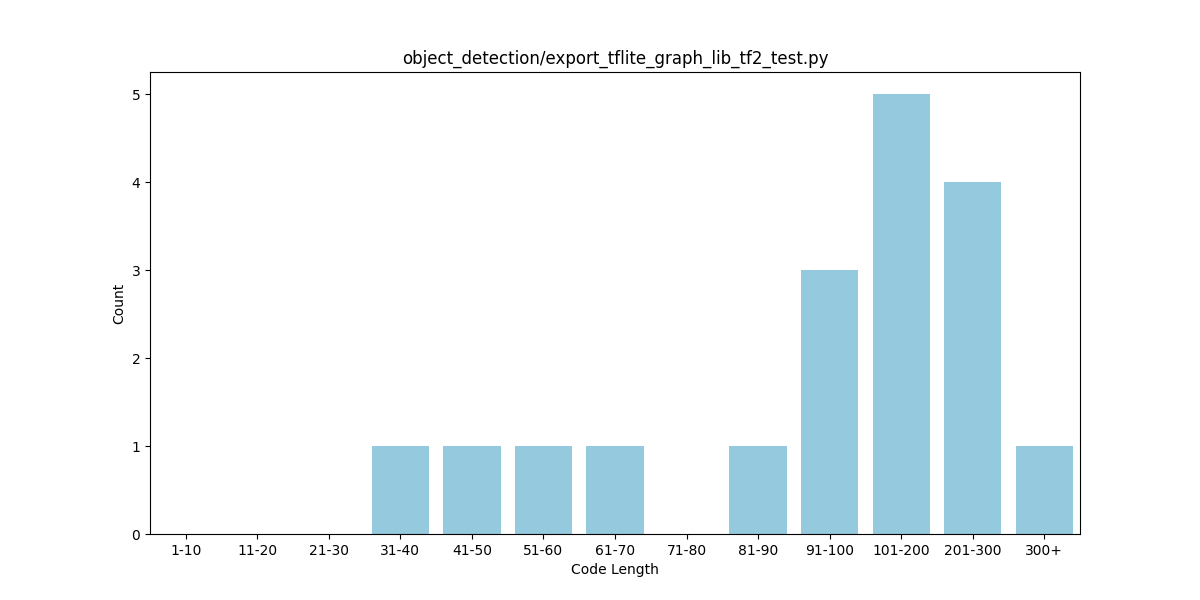 object_detection/export_tflite_graph_lib_tf2_test.py
5
4
3
2
1
0
Count
1-10 11-20 21-30 31-40 41-50 51-60 61-70 71-80 81-90 91-100 101-200 201-300 300+
Code Length